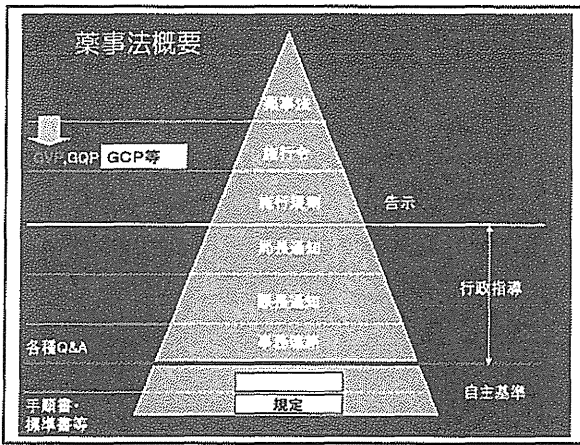 薬事法概要
薬事法
施行令
GVP,GQP GCP等
施行規則
告示
局長通知
課長通知
行政指導
事務連絡
各種Q&A
自主基準
規定
手順書・
標準書等